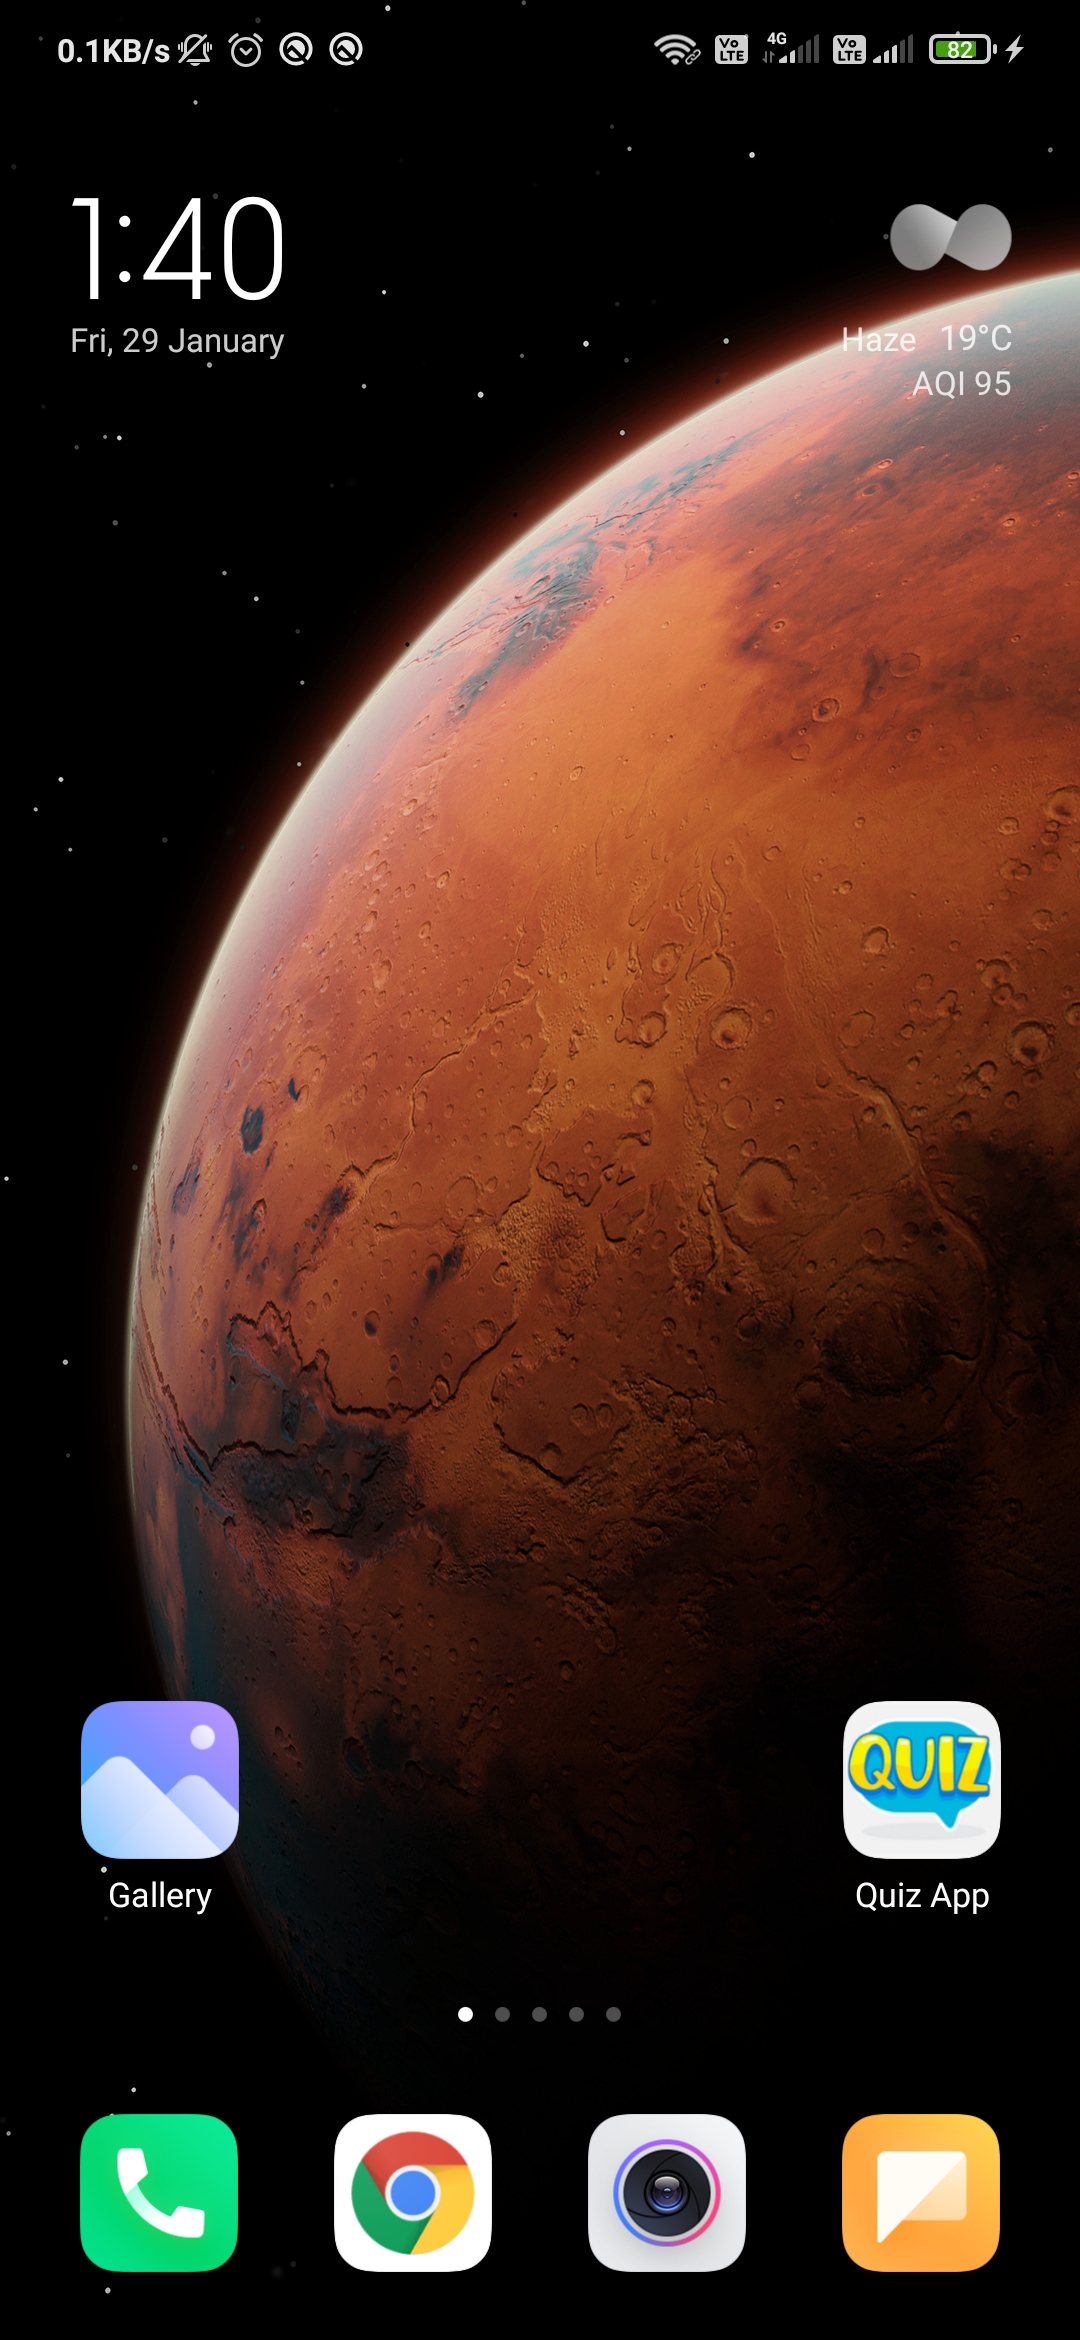 0.1KB/s
Vo LTE 4G Vo LTE 82
1:40
Fri, 29 January
Haze 19°C
AQI 95
QUIZ
Gallery
Quiz App